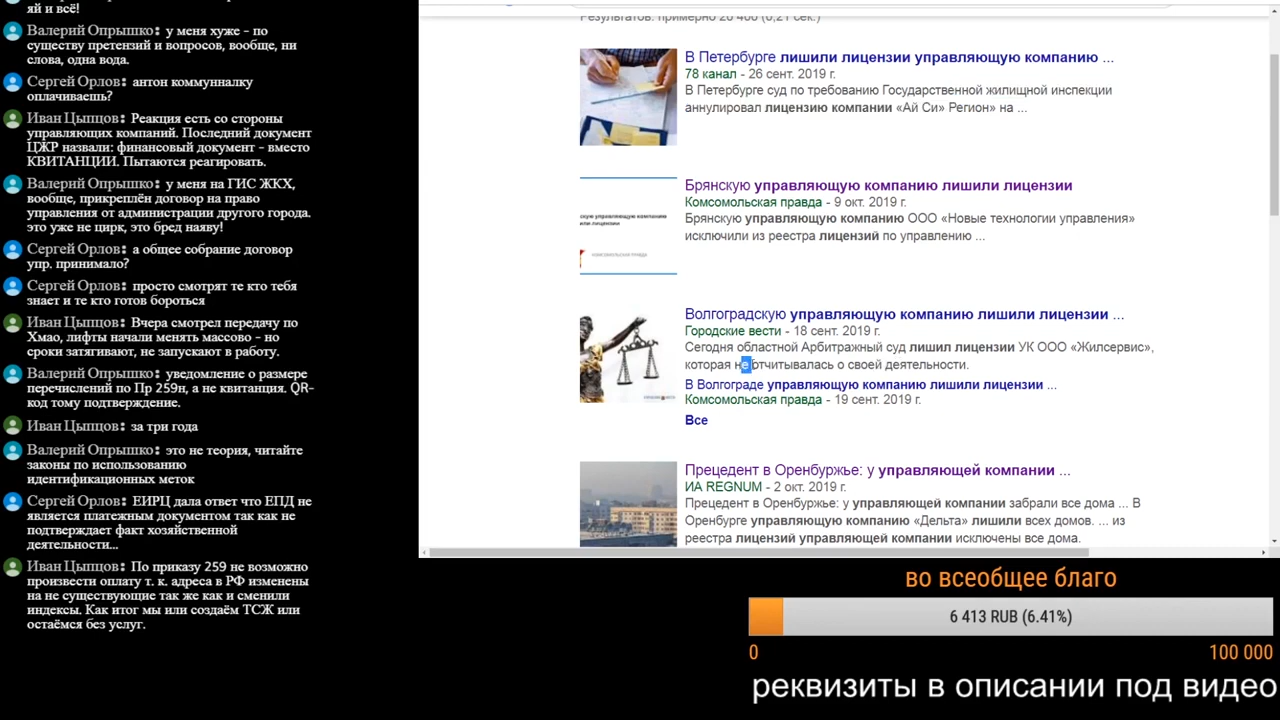 яй и всё!
Валерий Опрышко: у меня хуже - по
существу претензий и вопросов, вообще, ни
слова, одна вода.
Сергей Орлов: антон коммунналку
оплачиваешь?
Иван Цыпцов: Реакция есть со стороны
управляющих компаний. Последний документ
ЦЖР назвали: финансовый документ - вместо
КВИТАНЦИИ. Пытаются реагировать.
Валерий Опрышко: у меня на ГИС ЖКХ,
вообще, прикреплён договор на право
управления от администрации другого города.
это уже не цирк, это бред наяву!
Сергей Орлов: а общее собрание договор
упр. принимало?
Сергей Орлов: просто смотрят те кто тебя
знает и те кто готов бороться
Иван Цыпцов: Вчера смотрел передачу по
Хмао, лифты начали менять массово - но
сроки затягивают, не запускают в работу.
Валерий Опрышко: уведомление о размере
перечислений по Пр 259н, а не квитанция. QR-
код тому подтверждение.
Иван Цыпцов: за три года
Валерий Опрышко: это не теория, читайте
законы по использованию
идентификационных меток
Сергей Орлов: ЕИРЦ дала ответ что ЕПД не
является платежным документом так как не
подтверждает факт хозяйственной
деятельности...
Иван Цыпцов: По приказу 259 не возможно
произвести оплату т. к. адреса в РФ изменены
на не существующие так же как и сменили
индексы. Как итог мы или создаём ТСЖ или
остаёмся без услуг.
Результатов: примерно 20 400 (0,21 сек.)
В Петербурге лишили лицензии управляющую компанию ...
78 канал - 26 сент. 2019 г.
В Петербурге суд по требованию Государственной жилищной инспекции
аннулировал лицензию компании «Ай Си» Регион» на ...
Брянскую управляющую компанию лишили лицензии
Комсомольская правда - 9 окт. 2019 г.
Брянскую управляющую компанию ООО «Новые технологии управления»
исключили из реестра лицензий по управлению ...
КОМСОМОЛЬСКАЯ ПРАВДА
Волгоградскую управляющую компанию лишили лицензии ...
Городские вести - 18 сент. 2019 г.
Сегодня областной Арбитражный суд лишил лицензии УК ООО «Жилсервис»,
которая не отчитывалась о своей деятельности.
В Волгограде управляющую компанию лишили лицензии ...
Комсомольская правда - 19 сент. 2019 г.
Все
Прецедент в Оренбуржье: у управляющей компании ...
ИА REGNUM - 2 окт. 2019 г.
Прецедент в Оренбуржье: у управляющей компании забрали все дома ... В
Оренбурге управляющую компанию «Дельта» лишили всех домов. ... из
реестра лицензий управляющей компании исключены все дома.
во всеобщее благо
6 413 RUB (6.41%)
0
100 000
реквизиты в описании под видео